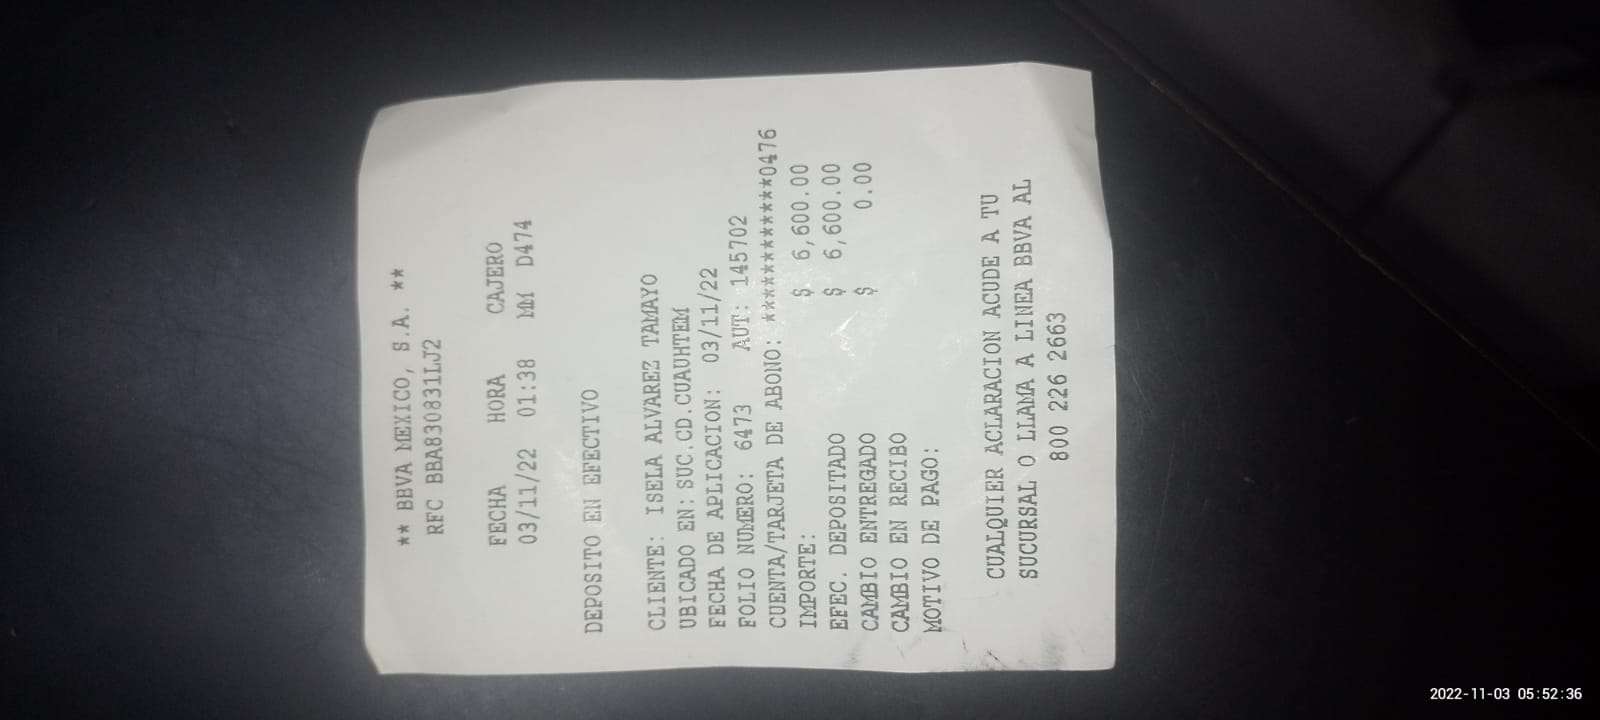 ** BBVA MEXICO, S.A. **
RFC BBA830831LJ2
FECHA HORA CAJERO
03/11/22 01:38 MM D474
DEPOSITO EN EFECTIVO
CLIENTE: ISELA ALVAREZ TAMAYO
UBICADO EN: SUC.CD.CUAUHTEM
FECHA DE APLICACION: 03/11/22
FOLIO NUMERO: 6473 AUT: 145702
CUENTA/TARJETA DE ABONO: ************0476
IMPORTE: $ 6,600.00
EFEC. DEPOSITADO $ 6,600.00
CAMBIO ENTREGADO $ 0.00
CAMBIO EN RECIBO
MOTIVO DE PAGO:
CUALQUIER ACLARACION ACUDE A TU
SUCURSAL O LLAMA A LINEA BBVA AL
800 226 2663
2022-11-03 05:52:36